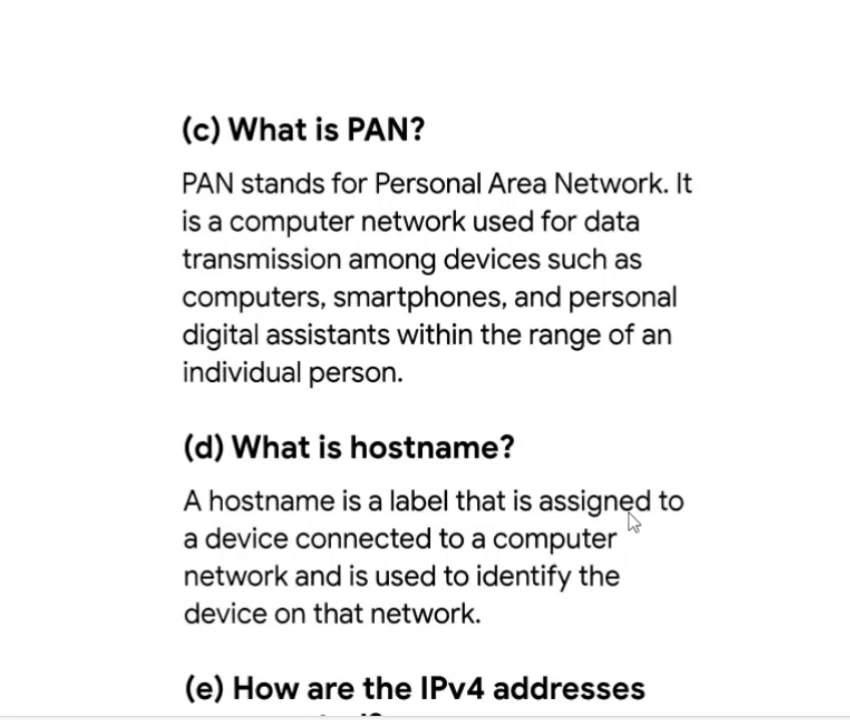 (c) What is PAN?
PAN stands for Personal Area Network. It
is a computer network used for data
transmission among devices such as
computers, smartphones, and personal
digital assistants within the range of an
individual person.
(d) What is hostname?
A hostname is a label that is assigned to
a device connected to a computer
network and is used to identify the
device on that network.
(e) How are the IPv4 addresses